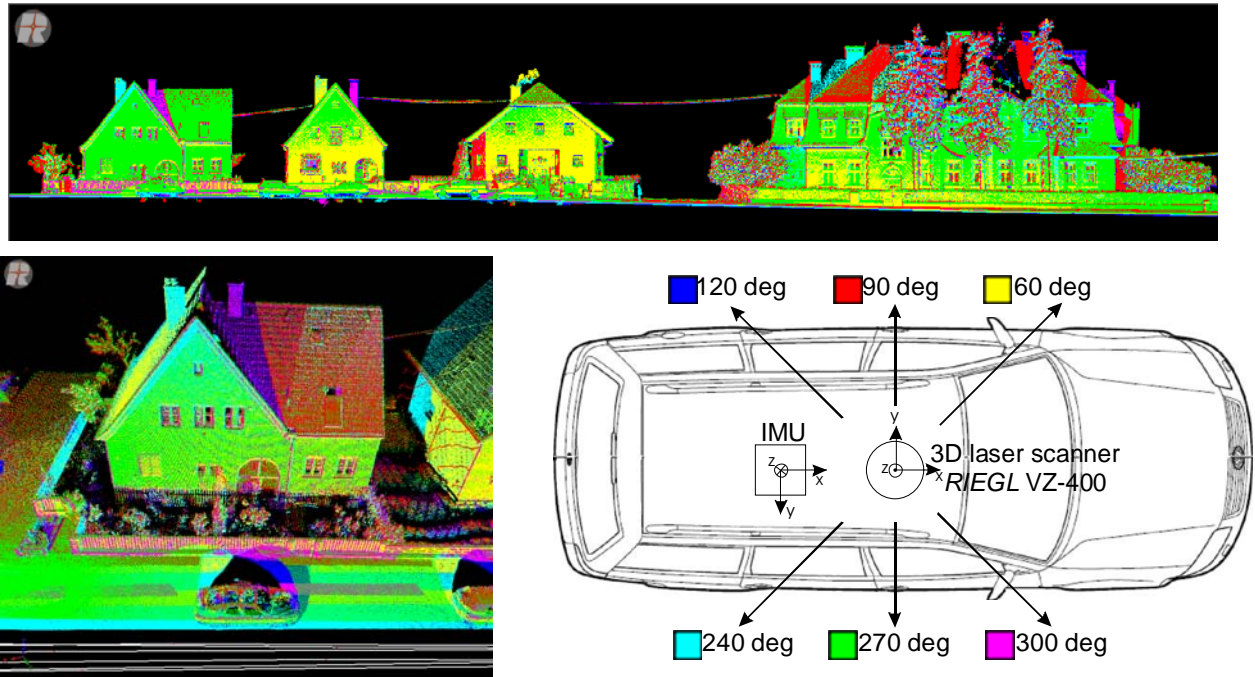 120 deg
90 deg
60 deg
IMU
z
x
y
y
z
x
3D laser scanner
RIEGL VZ-400
240 deg
270 deg
300 deg